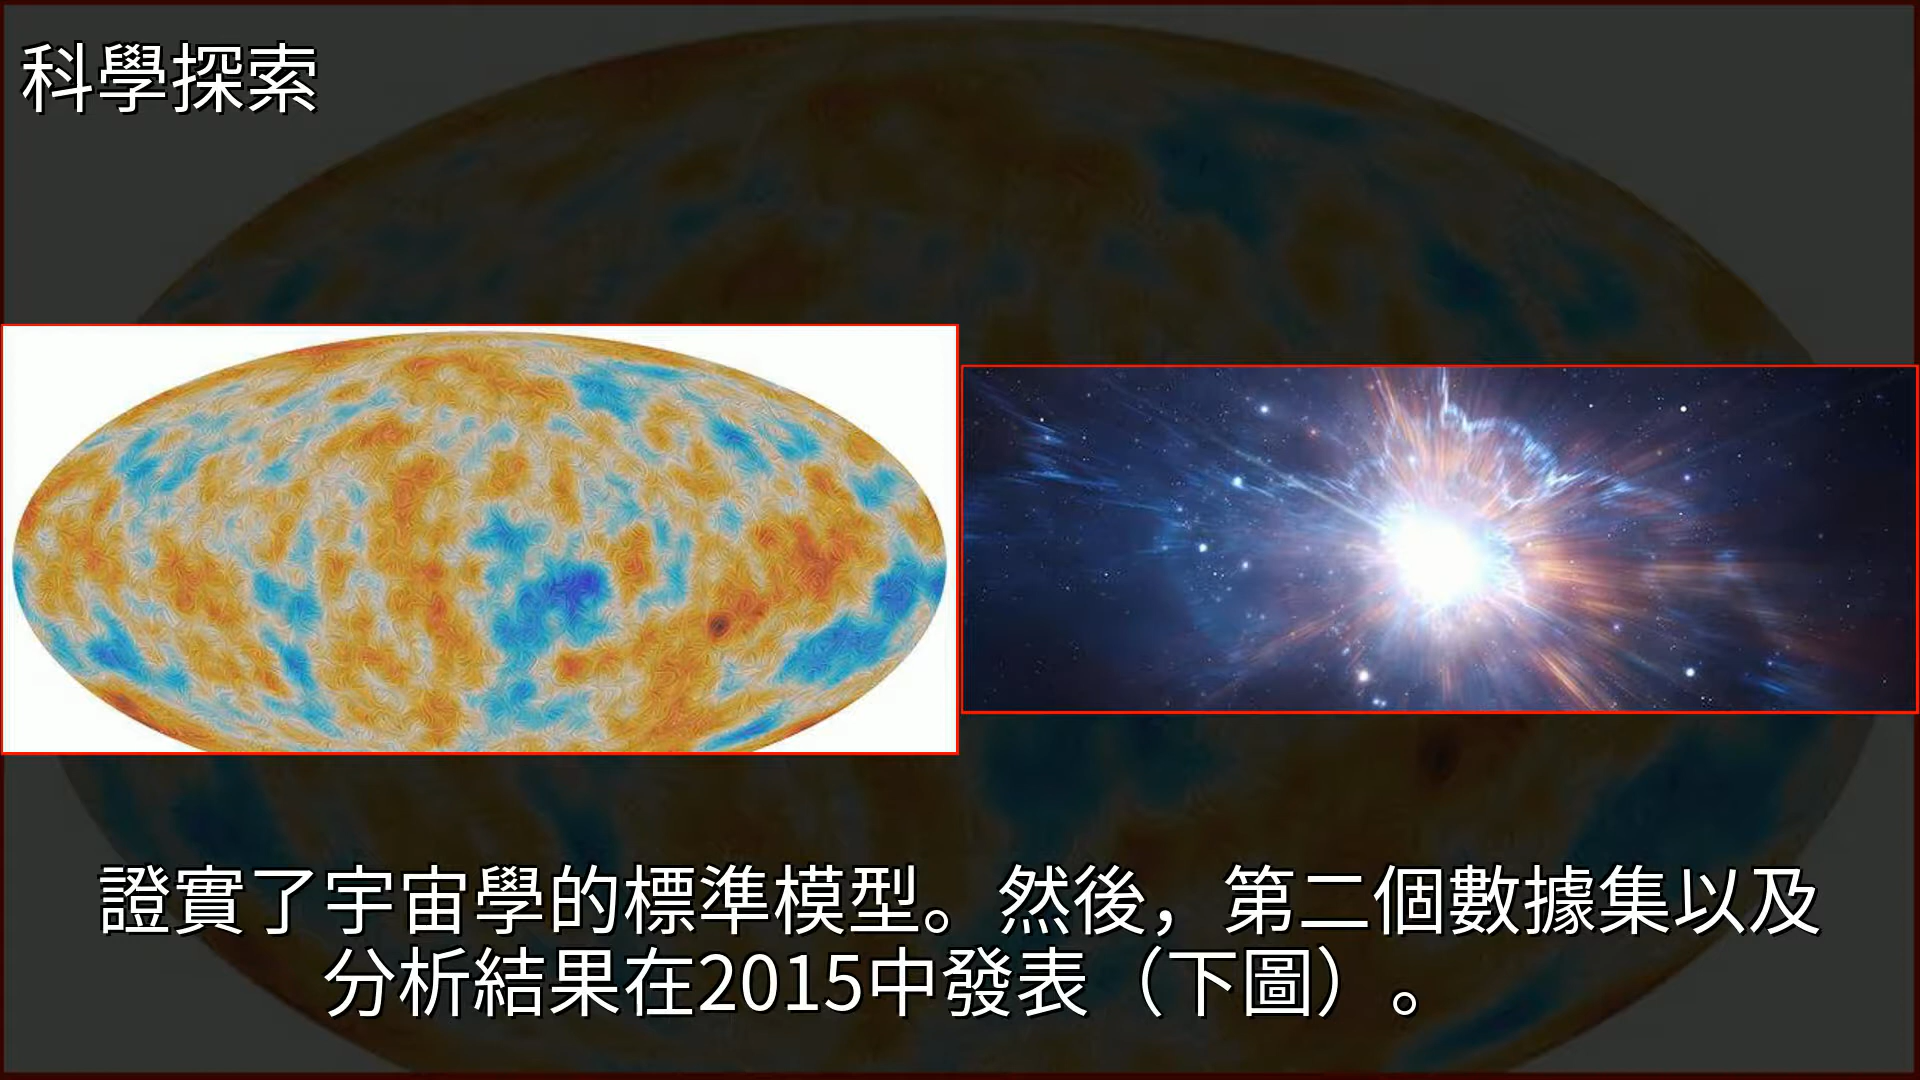 科學探索
證實了宇宙學的標準模型。然後，第二個數據集以及
分析結果在2015中發表（下圖）。